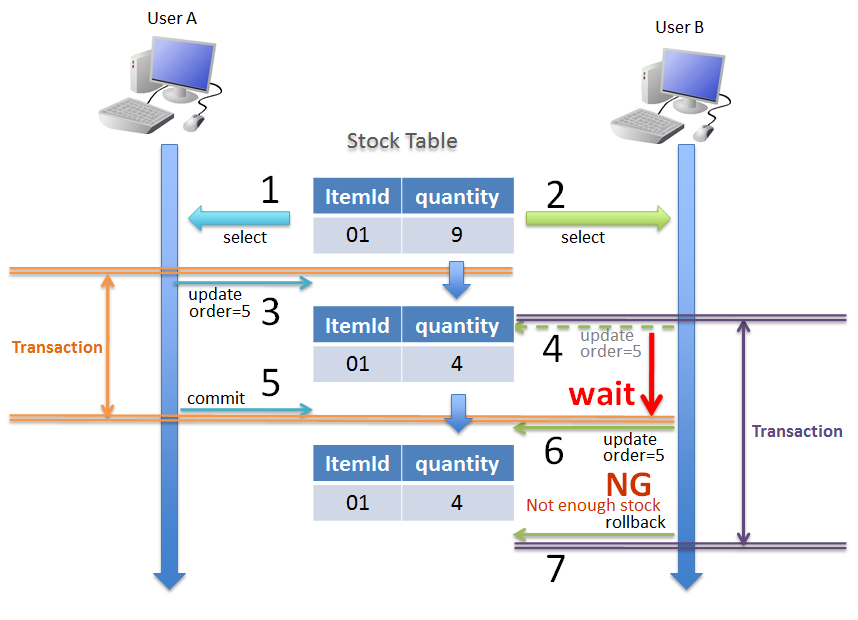 User A
User B
Stock Table
1
ItemId quantity
2
01 9
select
select
update
order=5
3
ItemId quantity
Transaction
01 4
4
update
order=5
5
commit
wait
Transaction
6
update
order=5
ItemId quantity
01 4
NG
Not enough stock
rollback
7